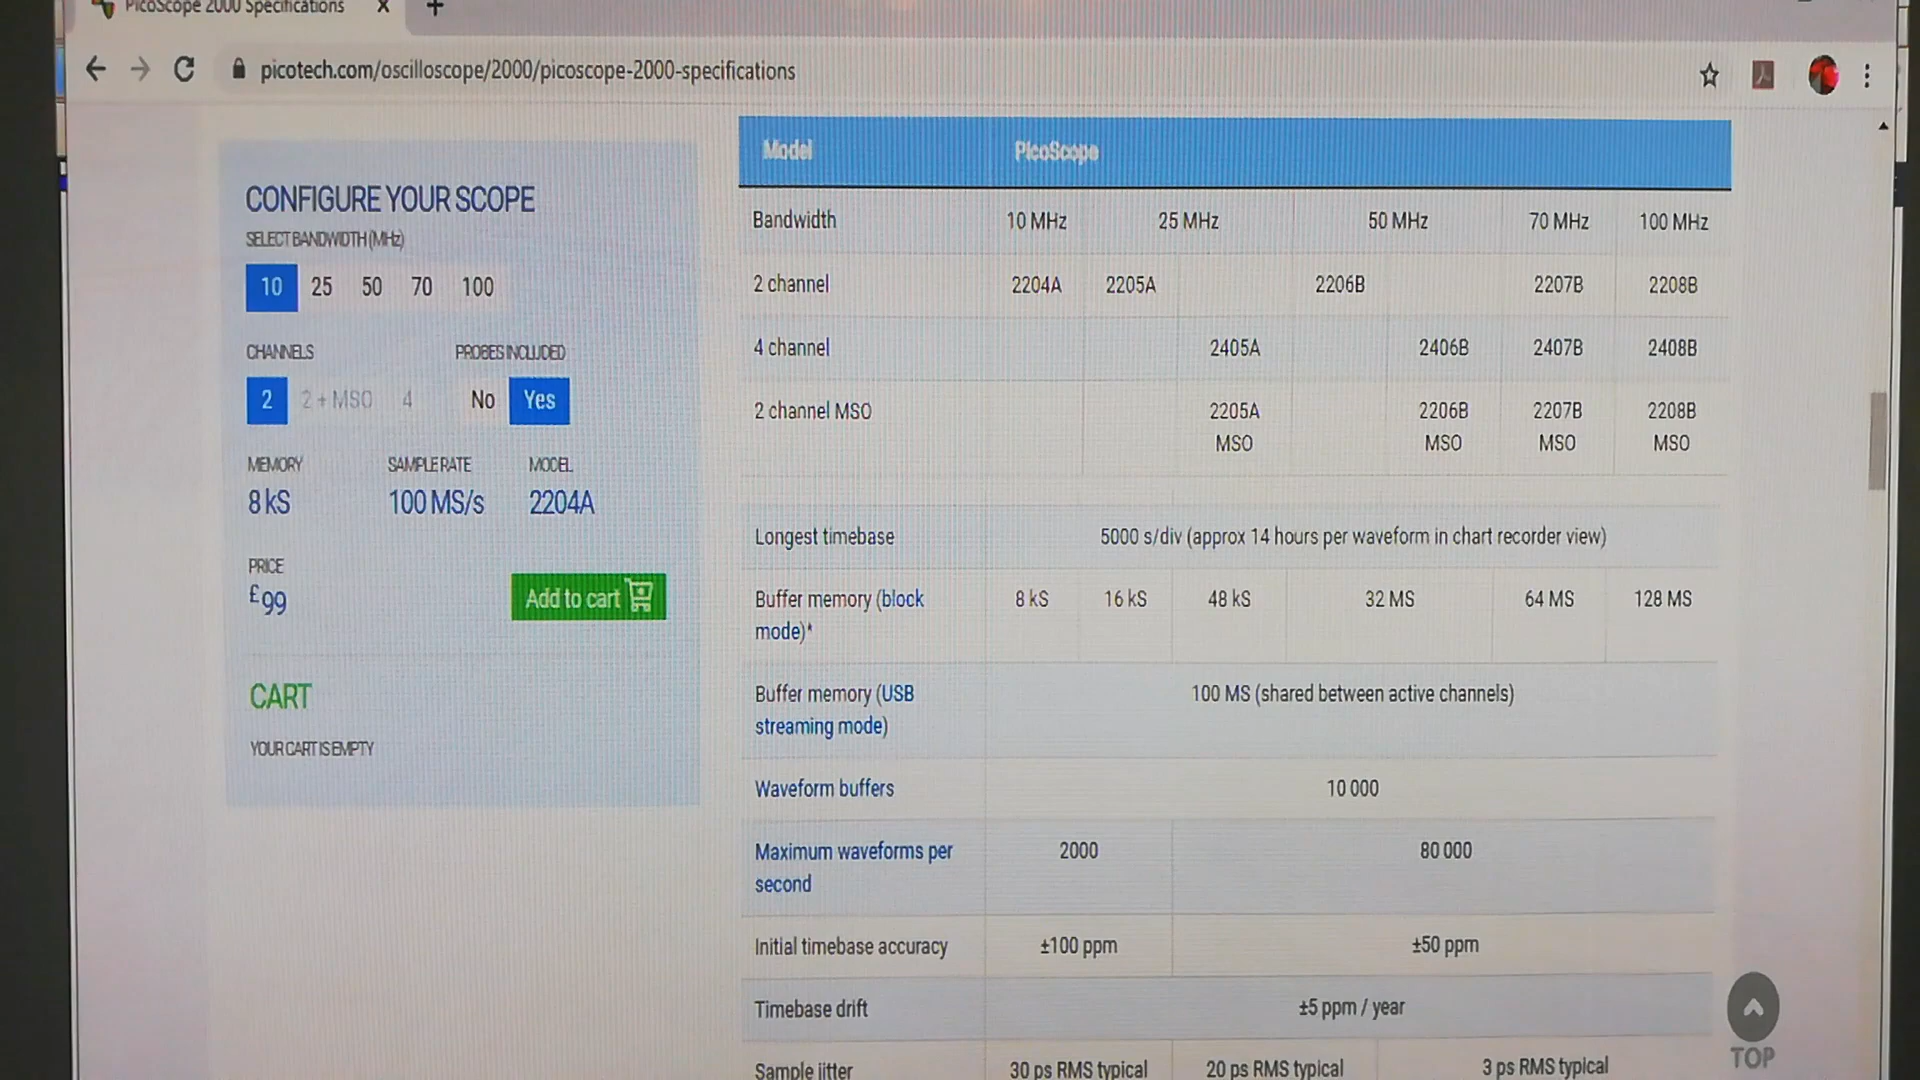 PicoScope 2000 Specifications
picotech.com/oscilloscope/2000/picoscope-2000-specifications
CONFIGURE YOUR SCOPE
SELECT BANDWIDTH (MHz)
10 25 50 70 100
CHANNELS PROBES INCLUDED
2 2 + MSO 4 No Yes
MEMORY SAMPLE RATE MODEL
8 kS 100 MS/s 2204A
PRICE
£99
Add to cart
CART
YOUR CART IS EMPTY
Model PicoScope
Bandwidth 10 MHz 25 MHz 50 MHz 70 MHz 100 MHz
2 channel 2204A 2205A 2206B 2207B 2208B
4 channel 2405A 2406B 2407B 2408B
2 channel MSO 2205A 2206B 2207B 2208B
MSO MSO MSO MSO
Longest timebase 5000 s/div (approx 14 hours per waveform in chart recorder view)
Buffer memory (block 8 kS 16 kS 48 kS 32 MS 64 MS 128 MS
mode)*
Buffer memory (USB 100 MS (shared between active channels)
streaming mode)
Waveform buffers 10 000
Maximum waveforms per 2000 80 000
second
Initial timebase accuracy ±100 ppm ±50 ppm
Timebase drift ±5 ppm / year
Sample jitter 30 ps RMS typical 20 ps RMS typical 3 ps RMS typical
TOP